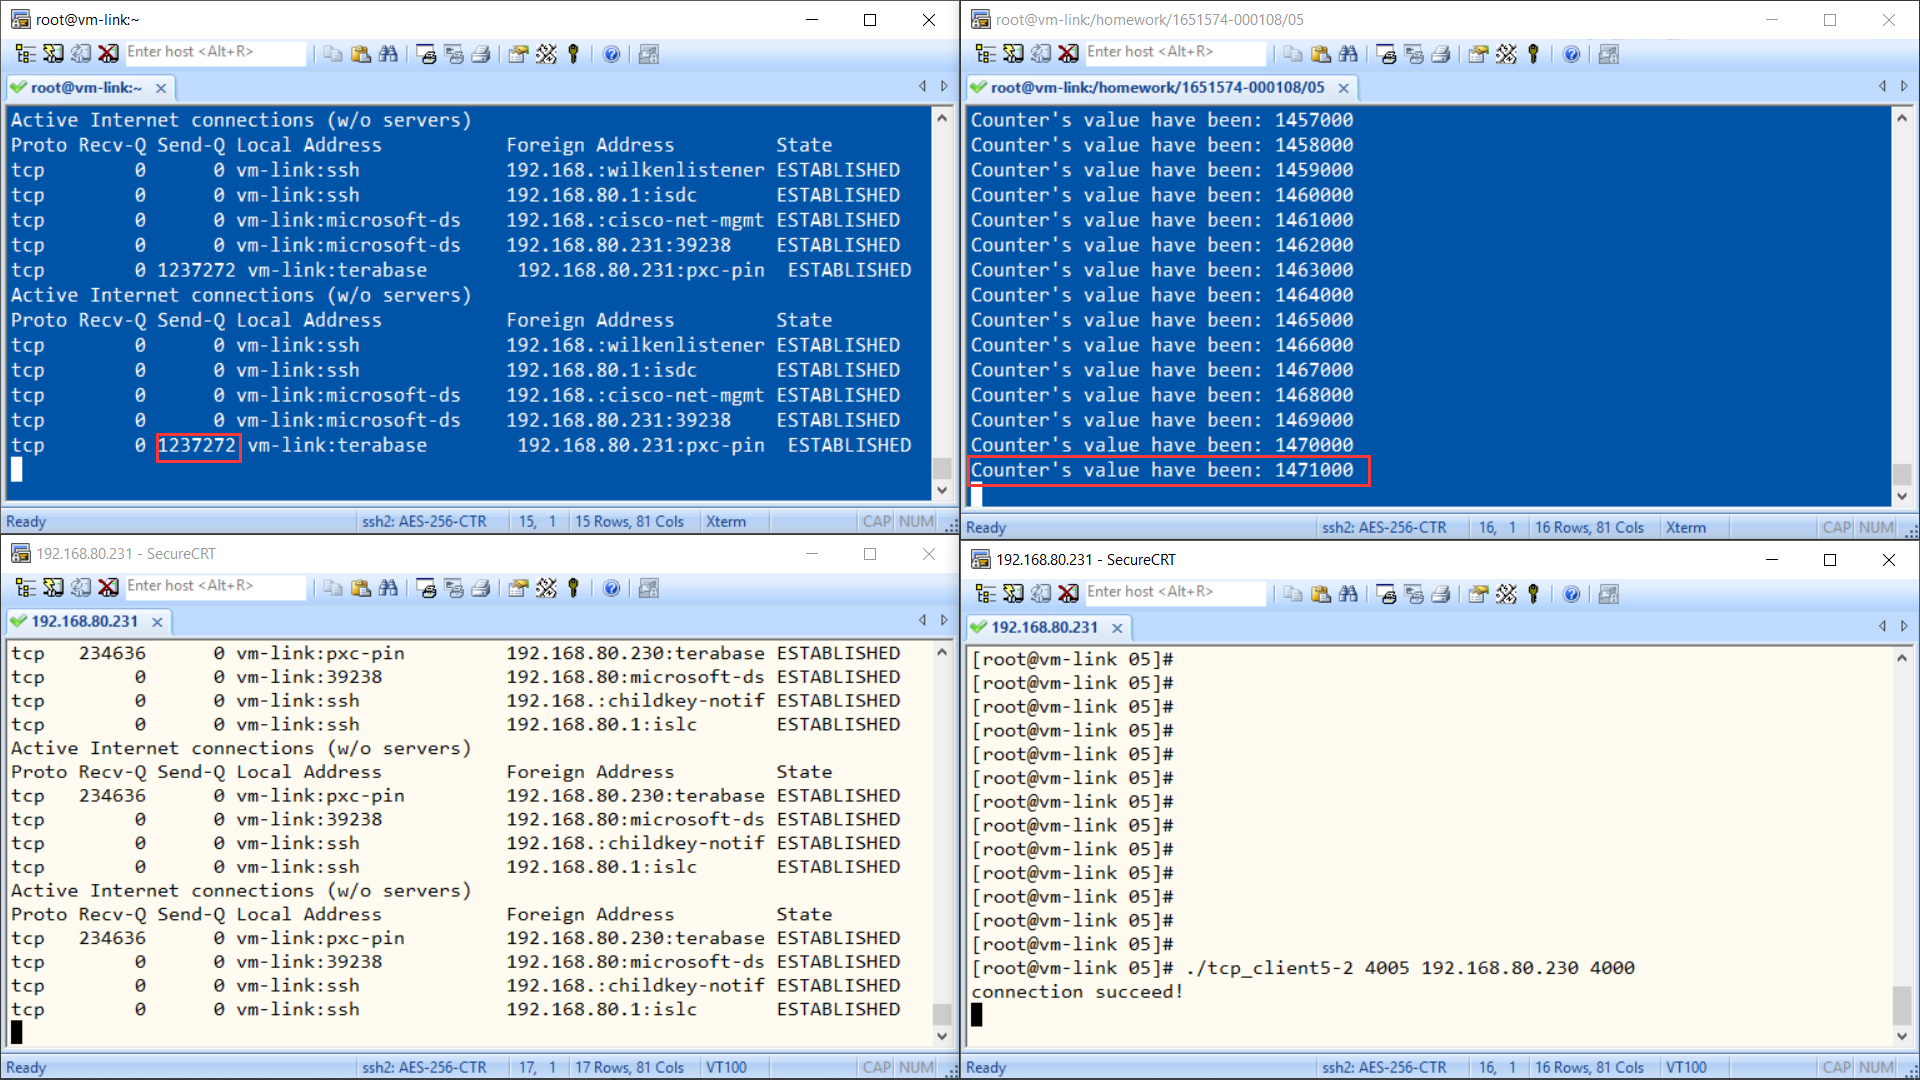 root@vm-link:~
Enter host <Alt+R>
root@vm-link:~
Active Internet connections (w/o servers)
Proto Recv-Q Send-Q Local Address           Foreign Address         State
tcp        0      0 vm-link:ssh             192.168.:wilkenlistener ESTABLISHED
tcp        0      0 vm-link:ssh             192.168.80.1:isdc       ESTABLISHED
tcp        0      0 vm-link:microsoft-ds    192.168.:cisco-net-mgmt ESTABLISHED
tcp        0      0 vm-link:microsoft-ds    192.168.80.231:39238    ESTABLISHED
tcp        0 1237272 vm-link:terabase        192.168.80.231:pxc-pin  ESTABLISHED
Active Internet connections (w/o servers)
Proto Recv-Q Send-Q Local Address           Foreign Address         State
tcp        0      0 vm-link:ssh             192.168.:wilkenlistener ESTABLISHED
tcp        0      0 vm-link:ssh             192.168.80.1:isdc       ESTABLISHED
tcp        0      0 vm-link:microsoft-ds    192.168.:cisco-net-mgmt ESTABLISHED
tcp        0      0 vm-link:microsoft-ds    192.168.80.231:39238    ESTABLISHED
tcp        0 1237272 vm-link:terabase        192.168.80.231:pxc-pin  ESTABLISHED
Ready ssh2: AES-256-CTR 15, 1 15 Rows, 81 Cols Xterm CAP NUM
root@vm-link:/homework/1651574-000108/05
Enter host <Alt+R>
root@vm-link:/homework/1651574-000108/05
Counter's value have been: 1457000
Counter's value have been: 1458000
Counter's value have been: 1459000
Counter's value have been: 1460000
Counter's value have been: 1461000
Counter's value have been: 1462000
Counter's value have been: 1463000
Counter's value have been: 1464000
Counter's value have been: 1465000
Counter's value have been: 1466000
Counter's value have been: 1467000
Counter's value have been: 1468000
Counter's value have been: 1469000
Counter's value have been: 1470000
Counter's value have been: 1471000
Ready ssh2: AES-256-CTR 16, 1 16 Rows, 81 Cols Xterm CAP NUM
192.168.80.231 - SecureCRT
Enter host <Alt+R>
192.168.80.231
tcp   234636      0 vm-link:pxc-pin         192.168.80.230:terabase ESTABLISHED
tcp        0      0 vm-link:39238           192.168.80:microsoft-ds ESTABLISHED
tcp        0      0 vm-link:ssh             192.168.:childkey-notif ESTABLISHED
tcp        0      0 vm-link:ssh             192.168.80.1:islc       ESTABLISHED
Active Internet connections (w/o servers)
Proto Recv-Q Send-Q Local Address           Foreign Address         State
tcp   234636      0 vm-link:pxc-pin         192.168.80.230:terabase ESTABLISHED
tcp        0      0 vm-link:39238           192.168.80:microsoft-ds ESTABLISHED
tcp        0      0 vm-link:ssh             192.168.:childkey-notif ESTABLISHED
tcp        0      0 vm-link:ssh             192.168.80.1:islc       ESTABLISHED
Active Internet connections (w/o servers)
Proto Recv-Q Send-Q Local Address           Foreign Address         State
tcp   234636      0 vm-link:pxc-pin         192.168.80.230:terabase ESTABLISHED
tcp        0      0 vm-link:39238           192.168.80:microsoft-ds ESTABLISHED
tcp        0      0 vm-link:ssh             192.168.:childkey-notif ESTABLISHED
tcp        0      0 vm-link:ssh             192.168.80.1:islc       ESTABLISHED
Ready ssh2: AES-256-CTR 17, 1 17 Rows, 81 Cols VT100 CAP NUM
192.168.80.231 - SecureCRT
Enter host <Alt+R>
192.168.80.231
[root@vm-link 05]#
[root@vm-link 05]#
[root@vm-link 05]#
[root@vm-link 05]#
[root@vm-link 05]#
[root@vm-link 05]#
[root@vm-link 05]#
[root@vm-link 05]#
[root@vm-link 05]#
[root@vm-link 05]#
[root@vm-link 05]#
[root@vm-link 05]#
[root@vm-link 05]#
[root@vm-link 05]# ./tcp_client5-2 4005 192.168.80.230 4000
connection succeed!
Ready ssh2: AES-256-CTR 16, 1 16 Rows, 81 Cols VT100 CAP NUM